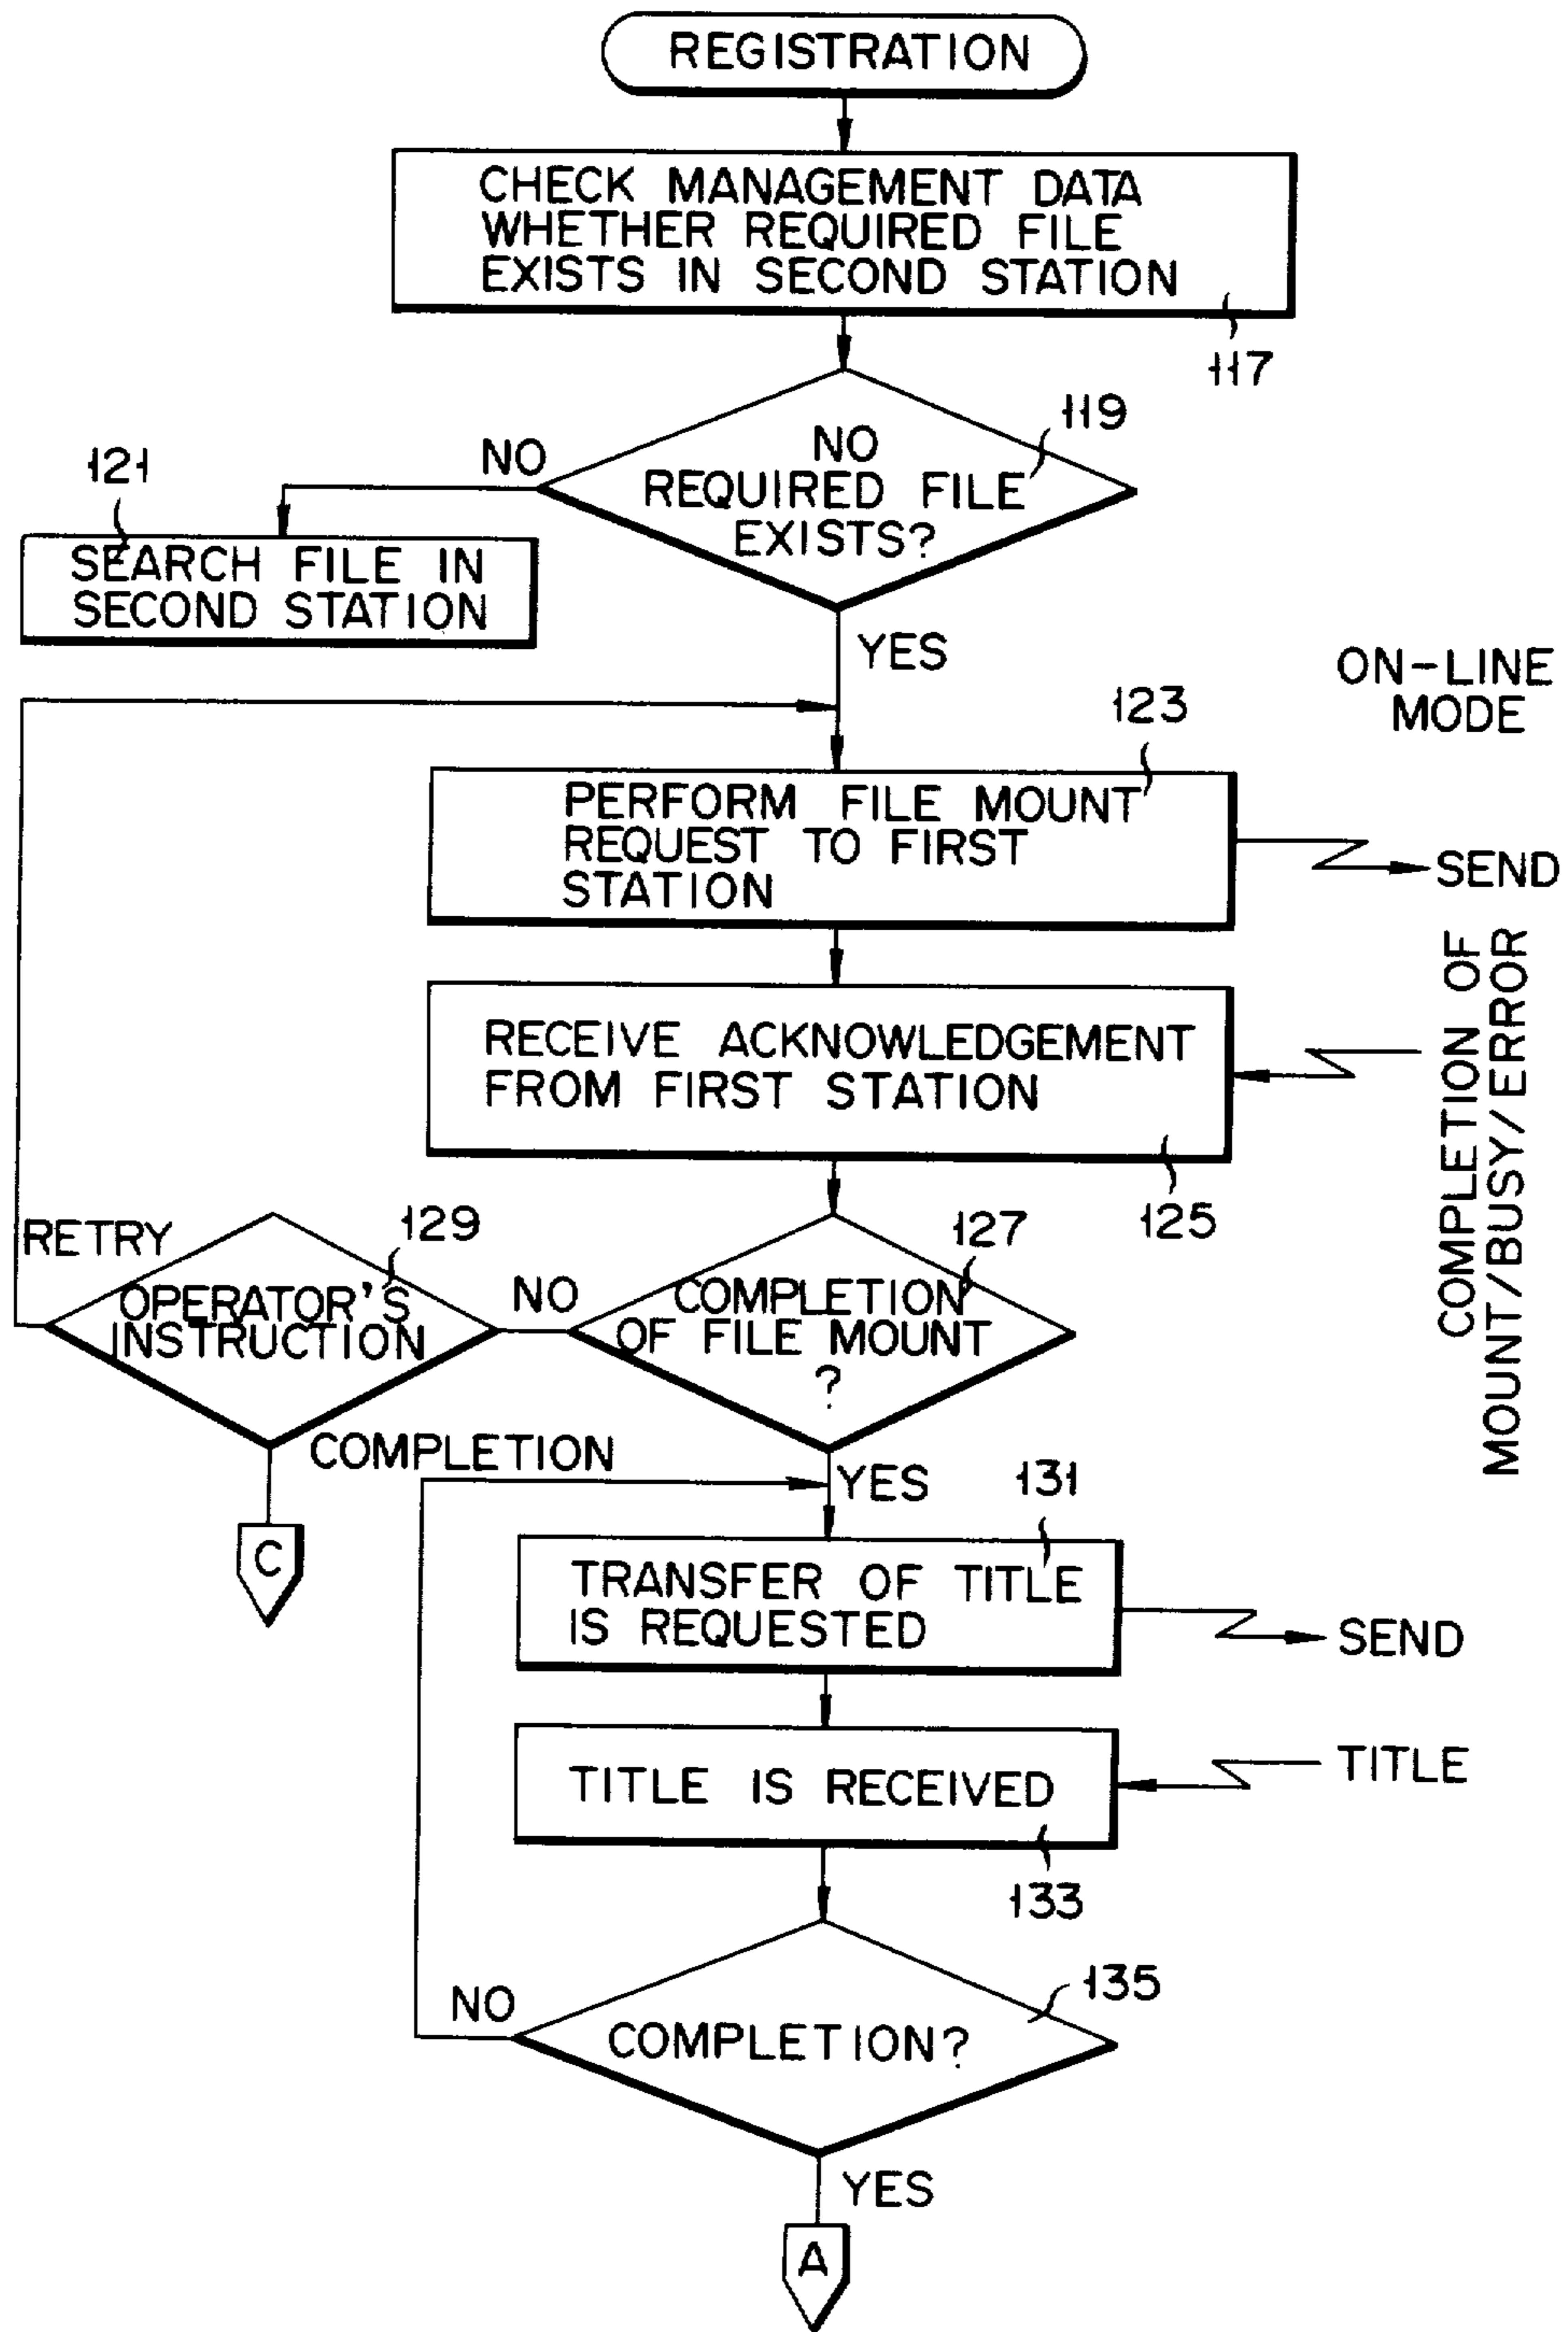 REGISTRATION
CHECK MANAGEMENT DATA
WHETHER REQUIRED FILE
EXISTS IN SECOND STATION
117
119
NO
NO
REQUIRED FILE
EXISTS?
121
SEARCH FILE IN
SECOND STATION
YES
ON-LINE
MODE
123
PERFORM FILE MOUNT
REQUEST TO FIRST
STATION
SEND
RECEIVE ACKNOWLEDGEMENT
FROM FIRST STATION
COMPLETION OF
MOUNT/BUSY/ERROR
125
RETRY
129
OPERATOR'S
INSTRUCTION
NO
127
COMPLETION
OF FILE MOUNT
?
COMPLETION
YES
C
131
TRANSFER OF TITLE
IS REQUESTED
SEND
TITLE IS RECEIVED
TITLE
133
135
NO
COMPLETION?
YES
A